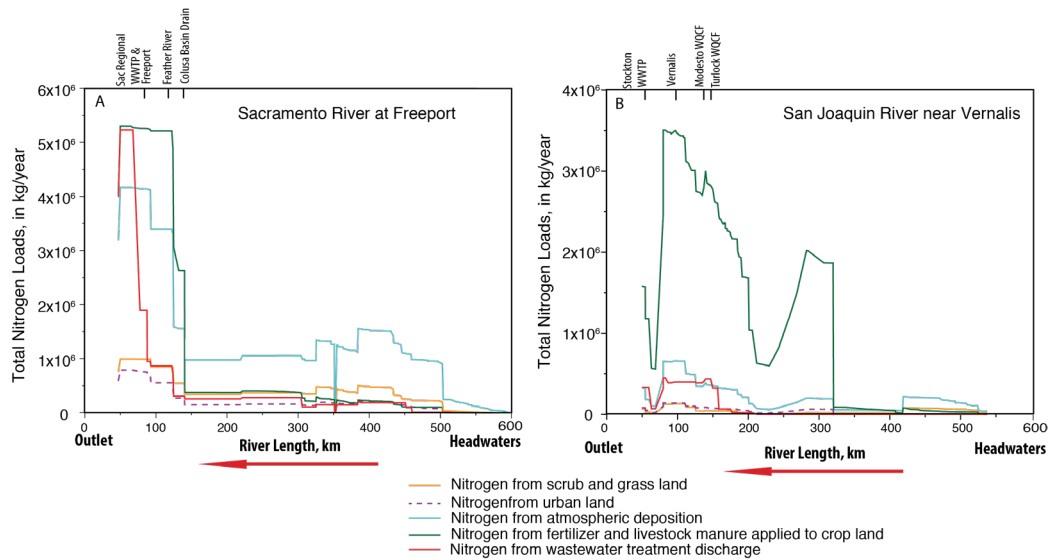 Sac Regional
WWTP &
Freeport
Feather River
Colusa Basin Drain
A
Sacramento River at Freeport
Total Nitrogen Loads, in kg/year
6x10⁶
5x10⁶
4x10⁶
3x10⁶
2x10⁶
1x10⁶
0
0
100
200
300
400
500
600
Outlet
River Length, km
Headwaters
Stockton
WWTP
Vernalis
Modesto WQCF
Turlock WQCF
B
San Joaquin River near Vernalis
Total Nitrogen Loads, in kg/year
4x10⁶
3x10⁶
2x10⁶
1x10⁶
0
0
100
200
300
400
500
600
Outlet
River Length, km
Headwaters
Nitrogen from scrub and grass land
Nitrogenfrom urban land
Nitrogen from atmospheric deposition
Nitrogen from fertilizer and livestock manure applied to crop land
Nitrogen from wastewater treatment discharge